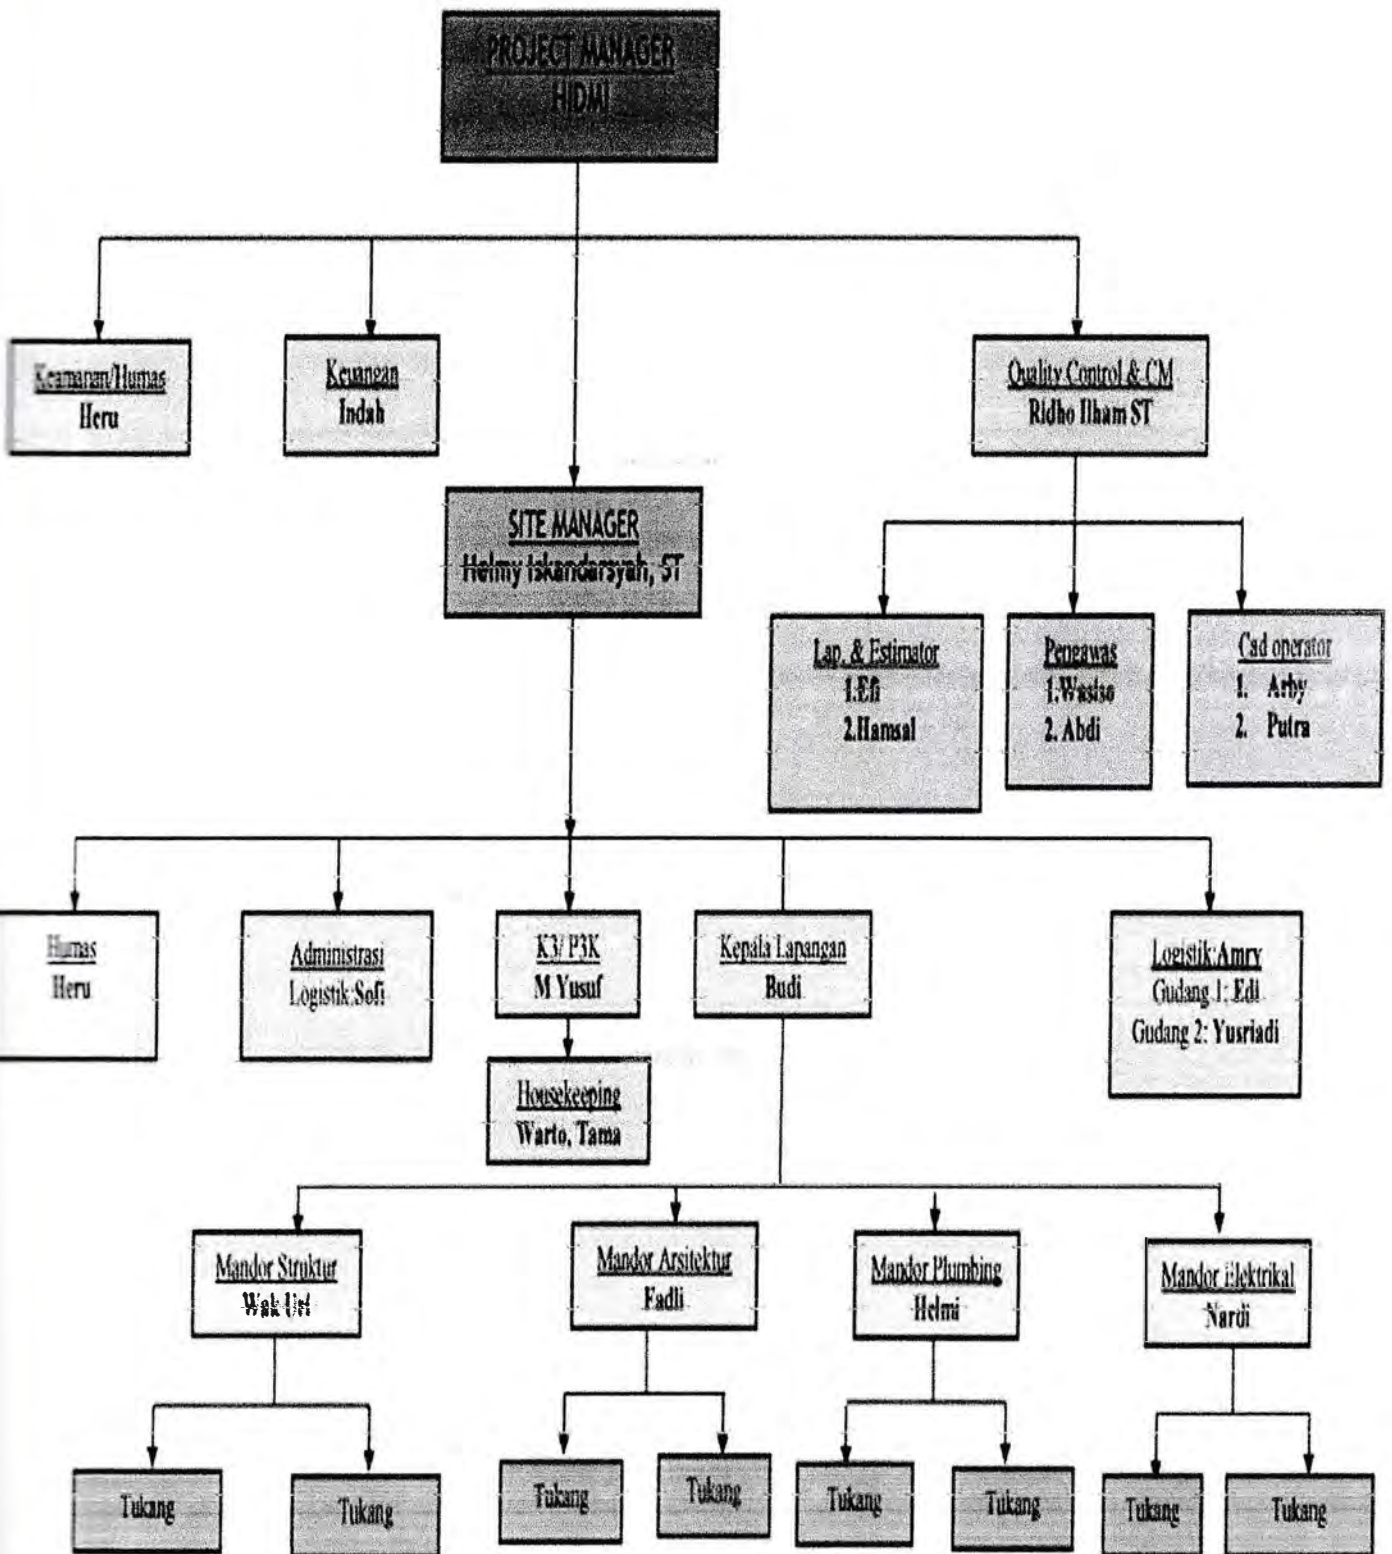 PROJECT MANAGER
HIDMI
Keamanan/Humas
Heru
Keuangan
Indah
Quality Control & CM
Ridho Ilham ST
SITE MANAGER
Helmy Iskandarsyah, ST
Lap. & Estimator
1.Efi
2.Hamsal
Pengawas
1.Wasiso
2. Abdi
Cad operator
1. Arby
2. Putra
Humas
Heru
Administrasi
Logistik:Sofi
K3/ P3K
M Yusuf
Kepala Lapangan
Budi
Logistik:Amry
Gudang 1: Edi
Gudang 2: Yusriadi
Housekeeping
Warto, Tama
Mandor Struktur
Wak Uri
Mandor Arsitektur
Fadli
Mandor Plumbing
Helmi
Mandor Elektrikal
Nardi
Tukang
Tukang
Tukang
Tukang
Tukang
Tukang
Tukang
Tukang